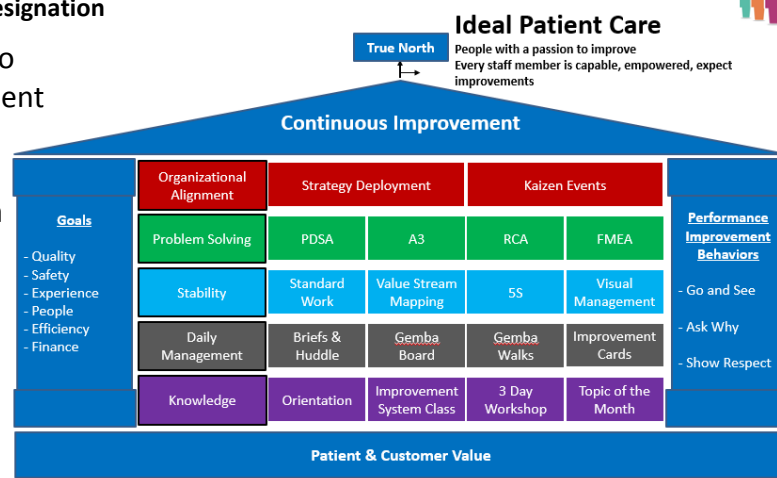 esignation
o
ent
True North
Ideal Patient Care
People with a passion to improve
Every staff member is capable, empowered, expect
improvements
Continuous Improvement
Goals
- Quality
- Safety
- Experience
- People
- Efficiency
- Finance
Organizational
Alignment
Strategy Deployment
Kaizen Events
Problem Solving
PDSA
A3
RCA
FMEA
Stability
Standard
Work
Value Stream
Mapping
5S
Visual
Management
Daily
Management
Briefs &
Huddle
Gemba
Board
Gemba
Walks
Improvement
Cards
Knowledge
Orientation
Improvement
System Class
3 Day
Workshop
Topic of the
Month
Performance
Improvement
Behaviors
- Go and See
- Ask Why
- Show Respect
Patient & Customer Value